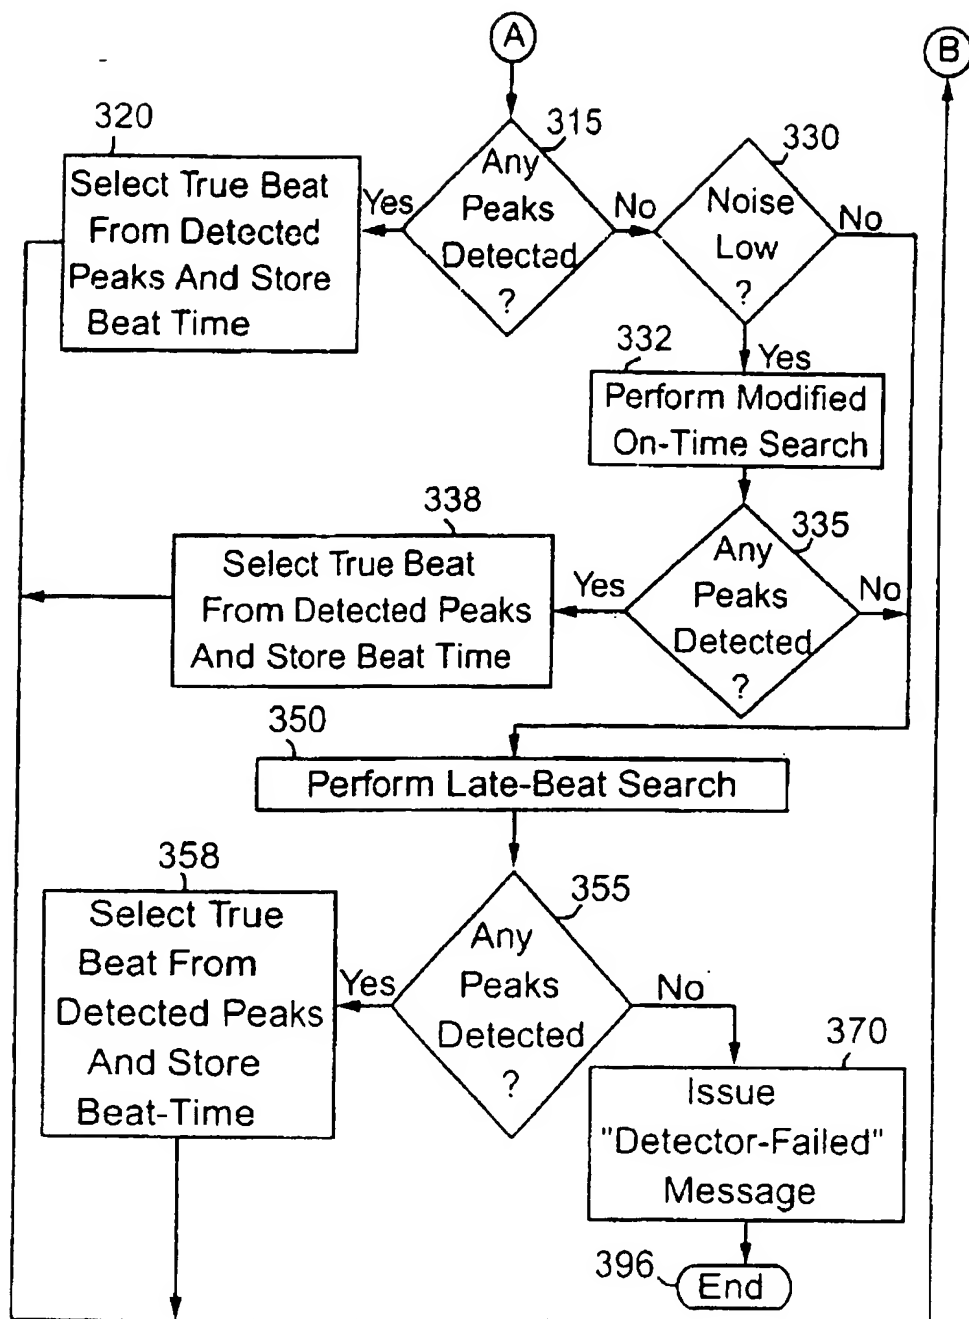 A
B
320
315
330
Select True Beat
From Detected
Peaks And Store
Beat Time
Yes
Any
Peaks
Detected
?
No
Noise
Low
?
No
332
Yes
Perform Modified
On-Time Search
338
335
Select True Beat
From Detected Peaks
And Store Beat Time
Yes
Any
Peaks
Detected
?
No
350
Perform Late-Beat Search
358
355
Select True
Beat From
Detected Peaks
And Store
Beat-Time
Yes
Any
Peaks
Detected
?
No
370
Issue
"Detector-Failed"
Message
396
End